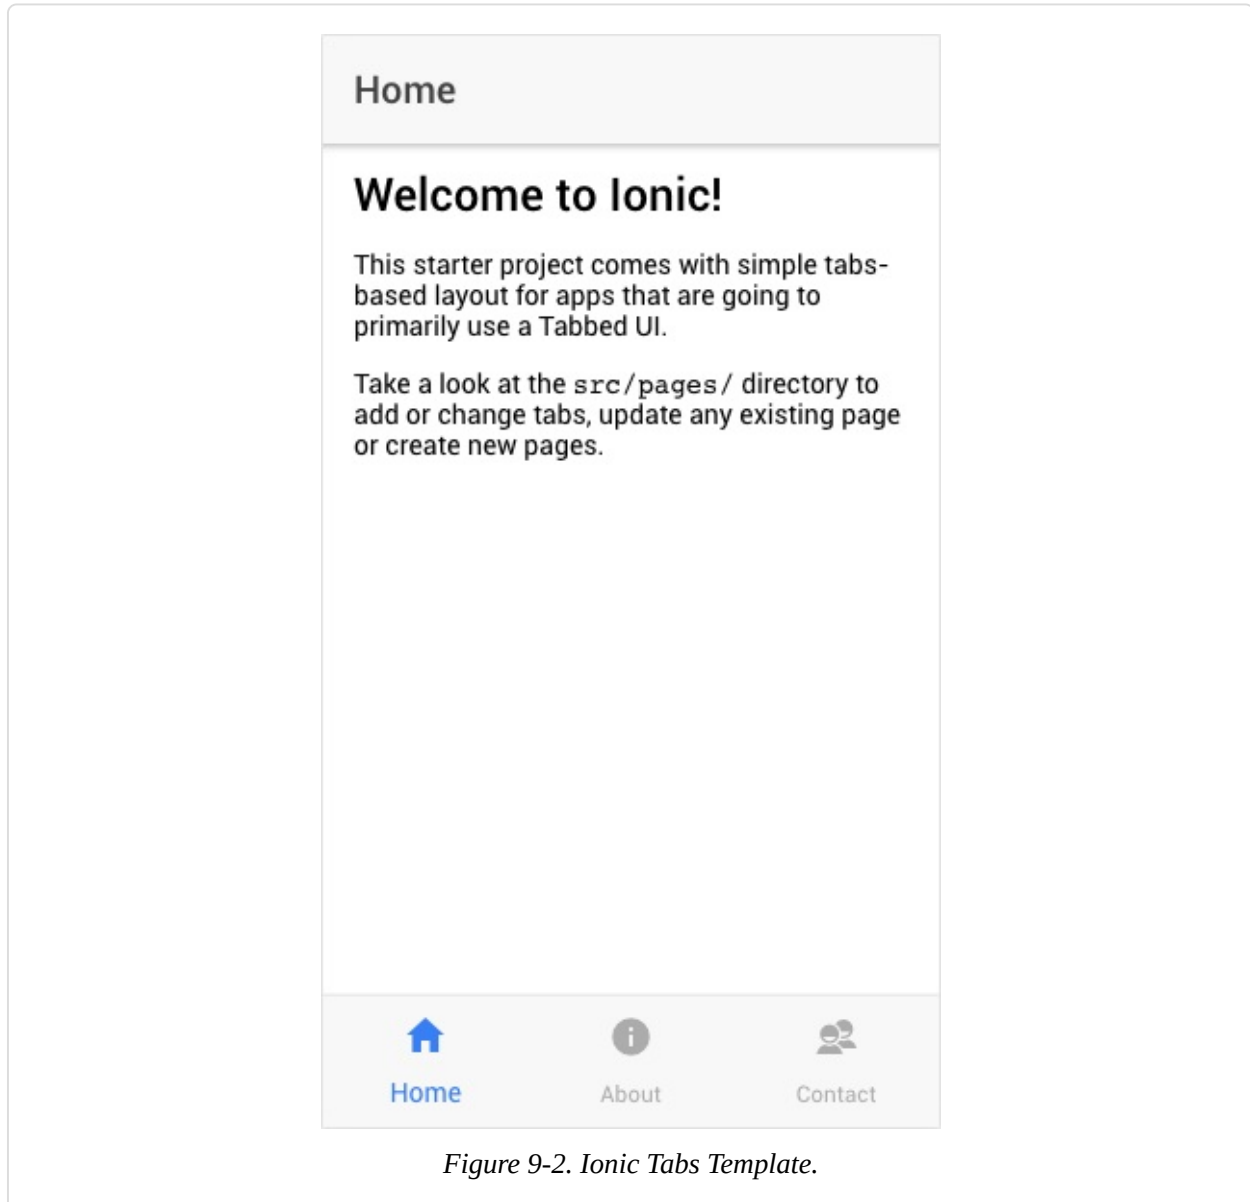 Home
Welcome to Ionic!
This starter project comes with simple tabs-
based layout for apps that are going to
primarily use a Tabbed UI.
Take a look at the src/pages/ directory to
add or change tabs, update any existing page
or create new pages.
Home About Contact
Figure 9-2. Ionic Tabs Template.